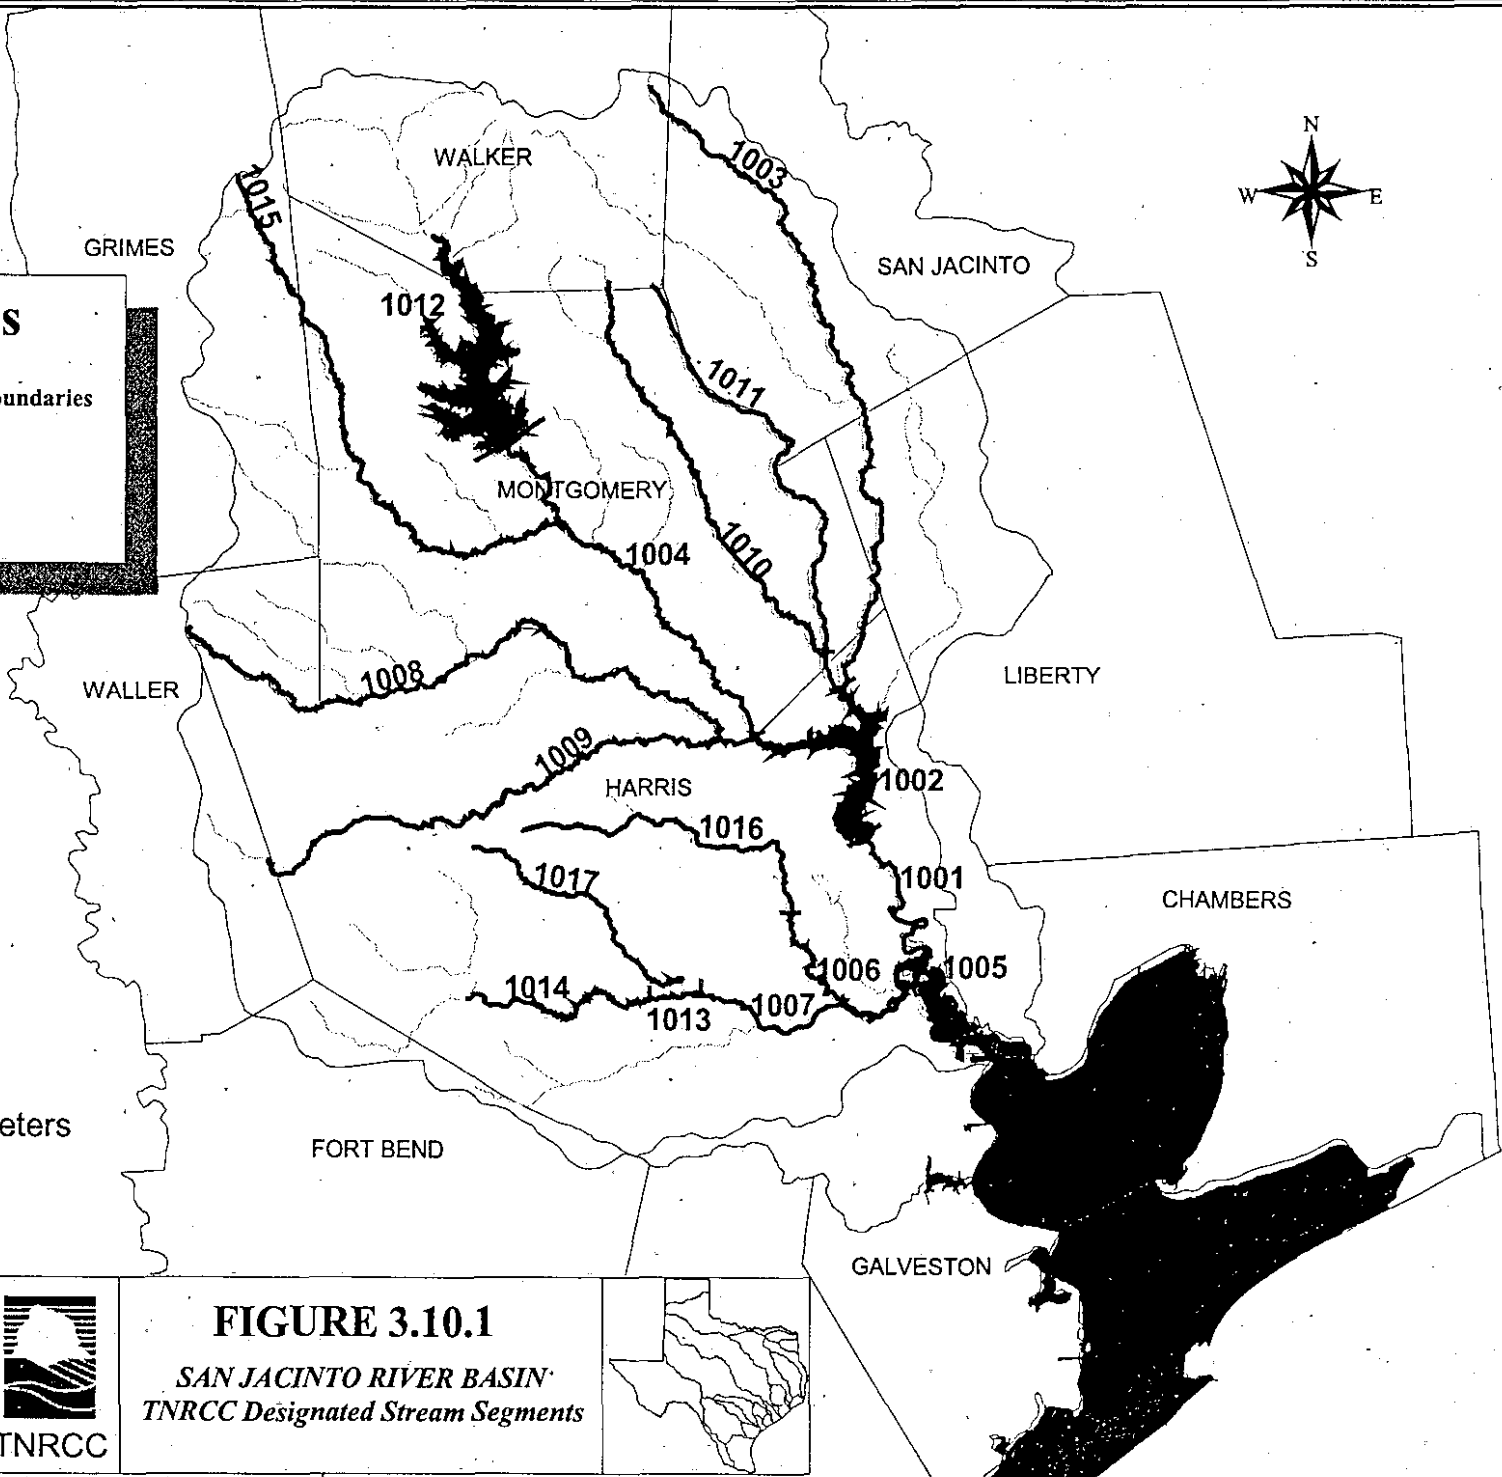 N
W E
S
WALKER
1003
1015
GRIMES
SAN JACINTO
1012
1011
MONTGOMERY
1010
1004
WALLER
1008
LIBERTY
1009
1002
HARRIS
1016
1017
1001
CHAMBERS
1014
1006
1005
1007
1013
FORT BEND
GALVESTON
S
oundaries
eters
TNRCC
FIGURE 3.10.1
SAN JACINTO RIVER BASIN
TNRCC Designated Stream Segments